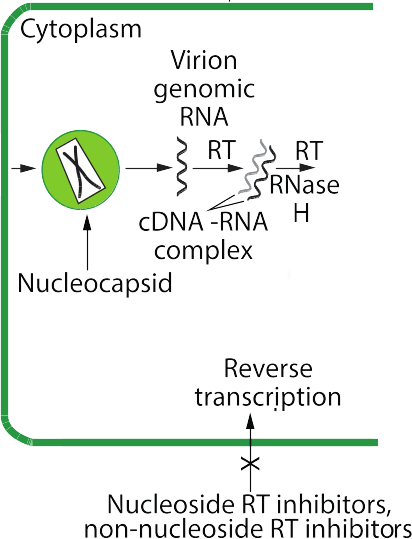 Cytoplasm
Virion
genomic
RNA
RT
RT
RNase
H
cDNA -RNA
complex
Nucleocapsid
Reverse
transcription
Nucleoside RT inhibitors,
non-nucleoside RT inhibitors